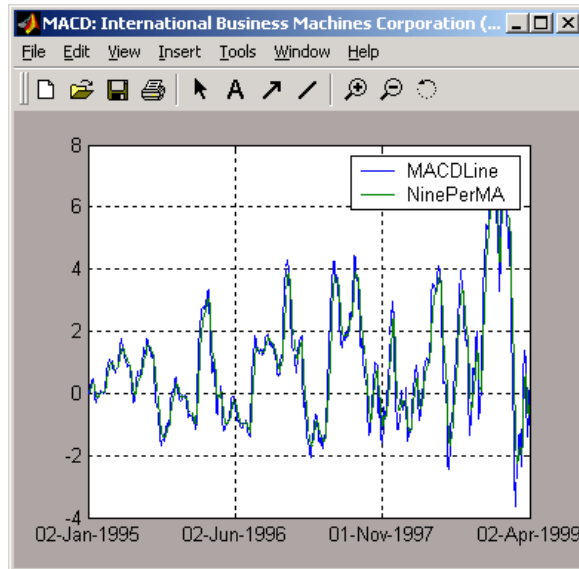 MACD: International Business Machines Corporation (...
File Edit View Insert Tools Window Help
A
8
6
4
2
0
-2
-4
MACDLine
NinePerMA
02-Jan-1995 02-Jun-1996 01-Nov-1997 02-Apr-1999